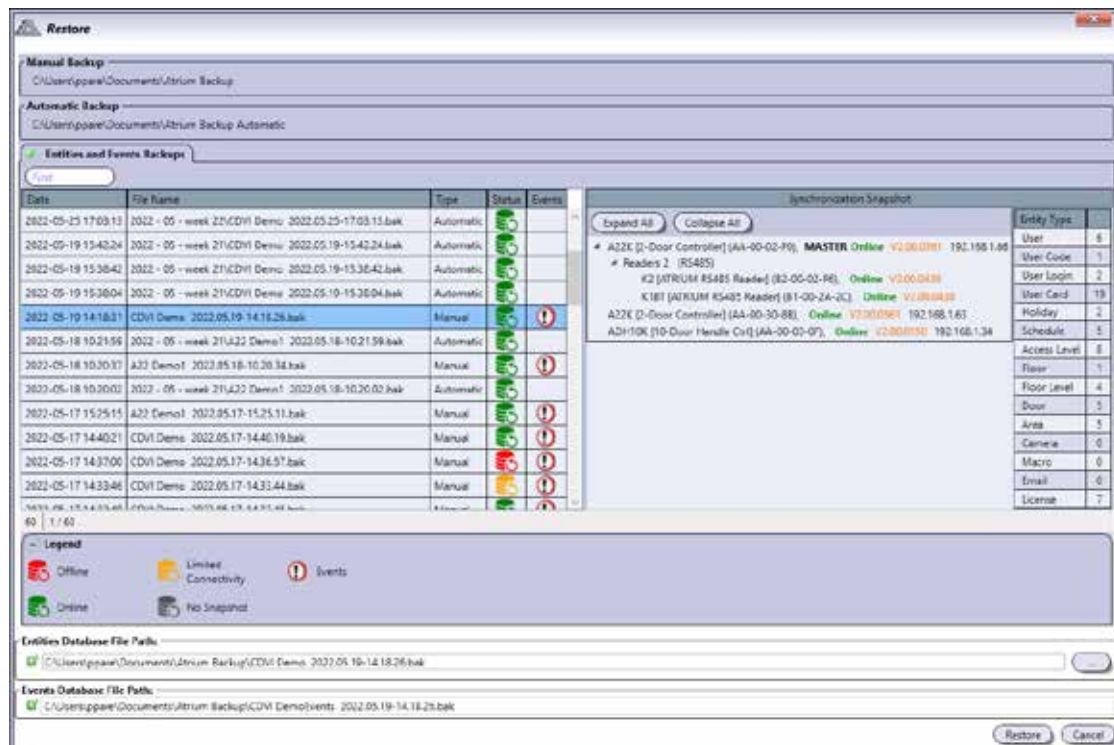 Restore
Manual Backup
C:\Users\ppare\Documents\Atrium Backup
Automatic Backup
C:\Users\ppare\Documents\Atrium Backup Automatic
Entities and Events Backups
Find
Date File Name Type Status Events
2022-05-25 17:03:13 2022 - 05 - week 22\CDVI Demo 2022.05.25-17.03.13.bak Automatic
2022-05-19 15:42:24 2022 - 05 - week 21\CDVI Demo 2022.05.19-15.42.24.bak Automatic
2022-05-19 15:38:42 2022 - 05 - week 21\CDVI Demo 2022.05.19-15.38.42.bak Automatic
2022-05-19 15:38:04 2022 - 05 - week 21\CDVI Demo 2022.05.19-15.38.04.bak Automatic
2022-05-19 14:18:31 CDVI Demo 2022.05.19-14.18.26.bak Manual
2022-05-18 10:21:59 2022 - 05 - week 21\A22 Demo1 2022.05.18-10.21.59.bak Automatic
2022-05-18 10:20:37 A22 Demo1 2022.05.18-10.20.34.bak Manual
2022-05-18 10:20:02 2022 - 05 - week 21\A22 Demo1 2022.05.18-10.20.02.bak Automatic
2022-05-17 15:25:15 A22 Demo1 2022.05.17-15.25.11.bak Manual
2022-05-17 14:40:21 CDVI Demo 2022.05.17-14.40.19.bak Manual
2022-05-17 14:37:00 CDVI Demo 2022.05.17-14.36.57.bak Manual
2022-05-17 14:33:46 CDVI Demo 2022.05.17-14.33.44.bak Manual
60 1 / 60
Synchronization Snapshot
Expand All Collapse All
A22K [2-Door Controller] (AA-00-02-F0), MASTER Online 192.168.1.66
Readers 2 (RS485)
K2 [ATRIUM RS485 Reader] (B2-00-02-F6), Online
K1BT [ATRIUM RS485 Reader] (B1-00-2A-2C), Online
A22K [2-Door Controller] (AA-00-30-8B), Online 192.168.1.63
ADH10K [10-Door Handle Ctrl] (AA-00-03-0F), Online 192.168.1.34
Entity Type
User 6
User Code 1
User Login 2
User Card 19
Holiday 2
Schedule 5
Access Level 8
Floor 1
Floor Level 4
Door 5
Area 5
Camera 0
Macro 0
Email 0
License 7
Legend
Offline Limited Connectivity Events
Online No Snapshot
Entities Database File Path:
C:\Users\ppare\Documents\Atrium Backup\CDVI Demo 2022.05.19-14.18.26.bak
...
Events Database File Path:
C:\Users\ppare\Documents\Atrium Backup\CDVI DemoEvents 2022.05.19-14.18.26.bak
Restore Cancel